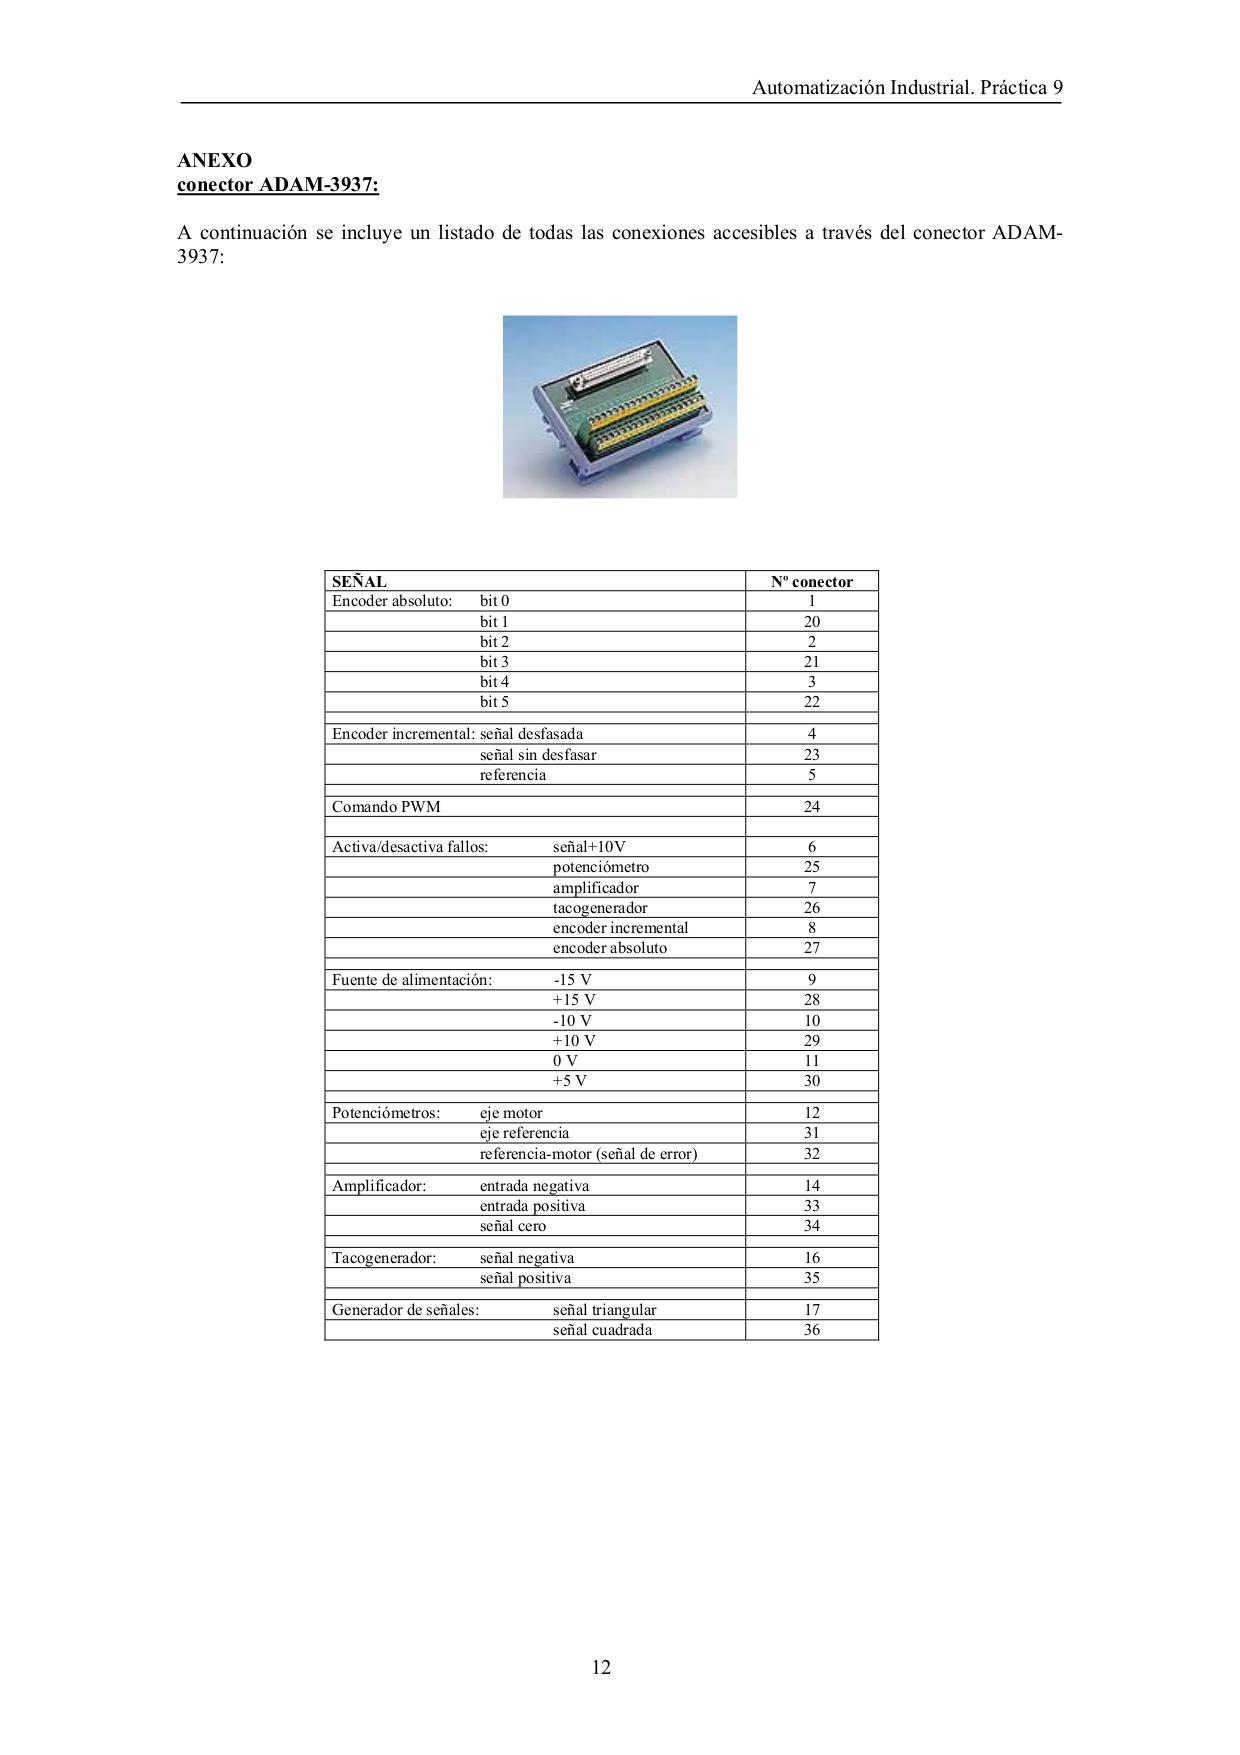 Automatización Industrial. Práctica 9
ANEXO
conector ADAM-3937:
A continuación se incluye un listado de todas las conexiones accesibles a través del conector ADAM-
3937:
SEÑAL Nº conector
Encoder absoluto: bit 0 1
bit 1 20
bit 2 2
bit 3 21
bit 4 3
bit 5 22
Encoder incremental: señal desfasada 4
señal sin desfasar 23
referencia 5
Comando PWM 24
Activa/desactiva fallos: señal+10V 6
potenciómetro 25
amplificador 7
tacogenerador 26
encoder incremental 8
encoder absoluto 27
Fuente de alimentación: -15 V 9
+15 V 28
-10 V 10
+10 V 29
0 V 11
+5 V 30
Potenciómetros: eje motor 12
eje referencia 31
referencia-motor (señal de error) 32
Amplificador: entrada negativa 14
entrada positiva 33
señal cero 34
Tacogenerador: señal negativa 16
señal positiva 35
Generador de señales: señal triangular 17
señal cuadrada 36
12